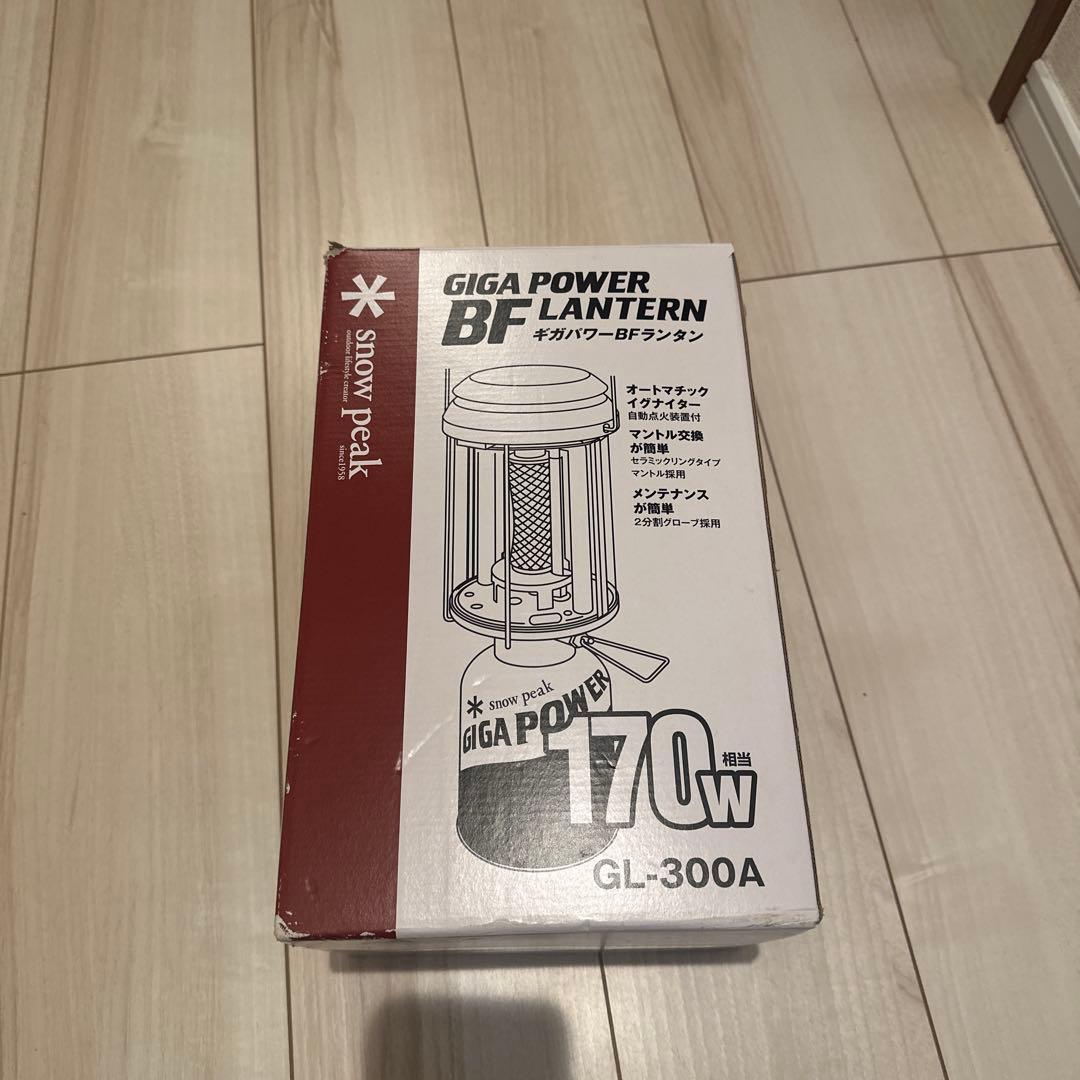 snow peak
outdoor lifestyle creator
since1958
GIGA POWER
BF LANTERN
ギガパワーBFランタン
オートマチック
イグナイター
自動点火装置付
マントル交換
が簡単
セラミックリングタイプ
マントル採用
メンテナンス
が簡単
2分割グローブ採用
snow peak
GIGA POWER
170W相当
GL-300A